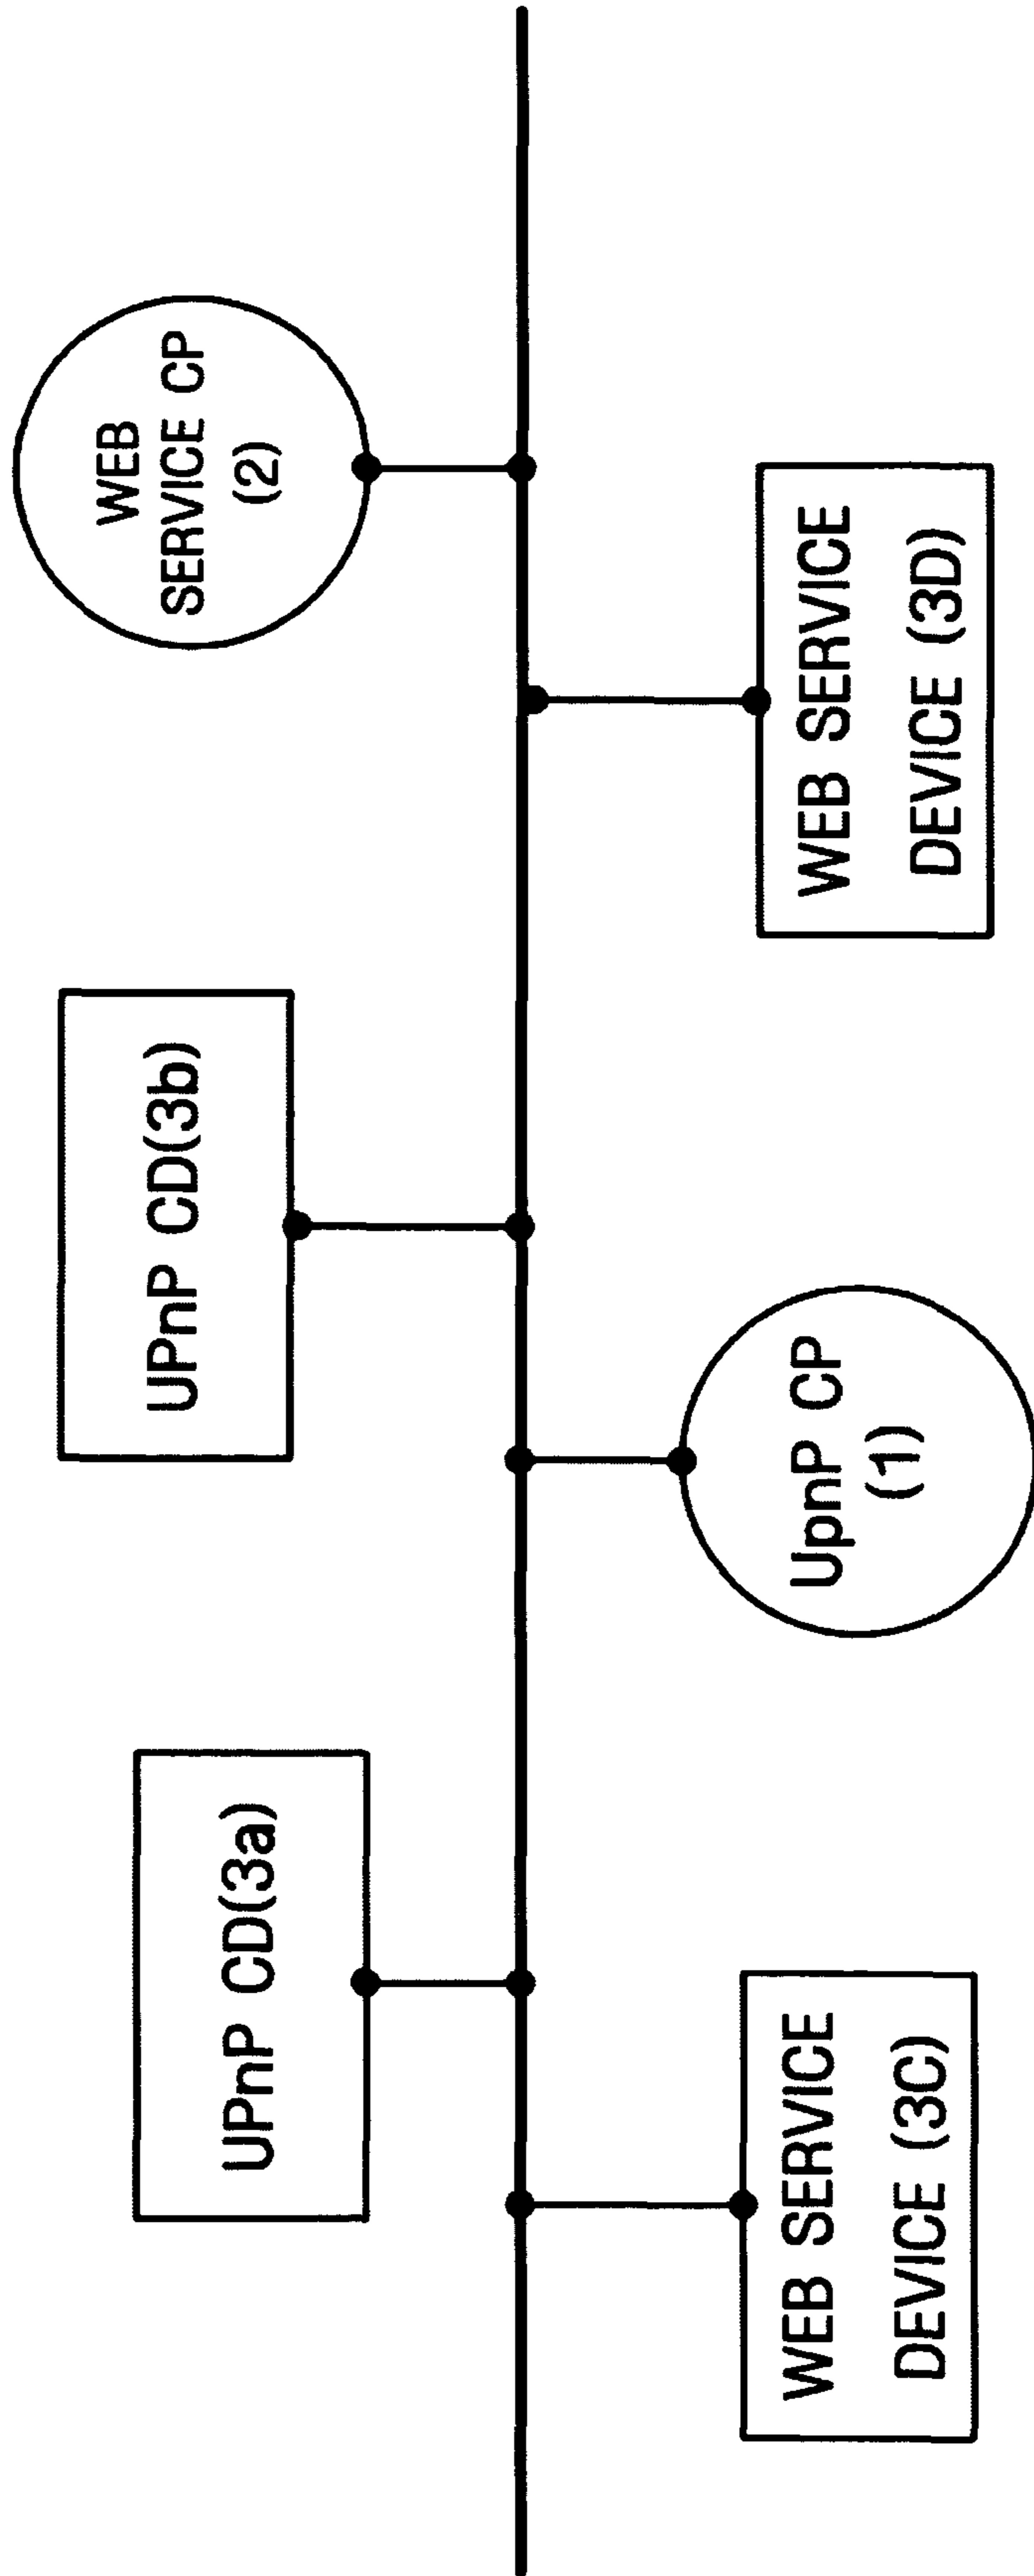 UPnP CD(3a)
UPnP CD(3b)
WEB
SERVICE CP
(2)
WEB SERVICE
DEVICE (3C)
UpnP CP
(1)
WEB SERVICE
DEVICE (3D)